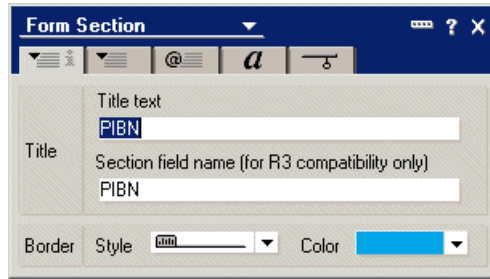 Form Section
? X
i @ a
Title text
PIBN
Title
Section field name (for R3 compatibility only)
PIBN
Border Style Color